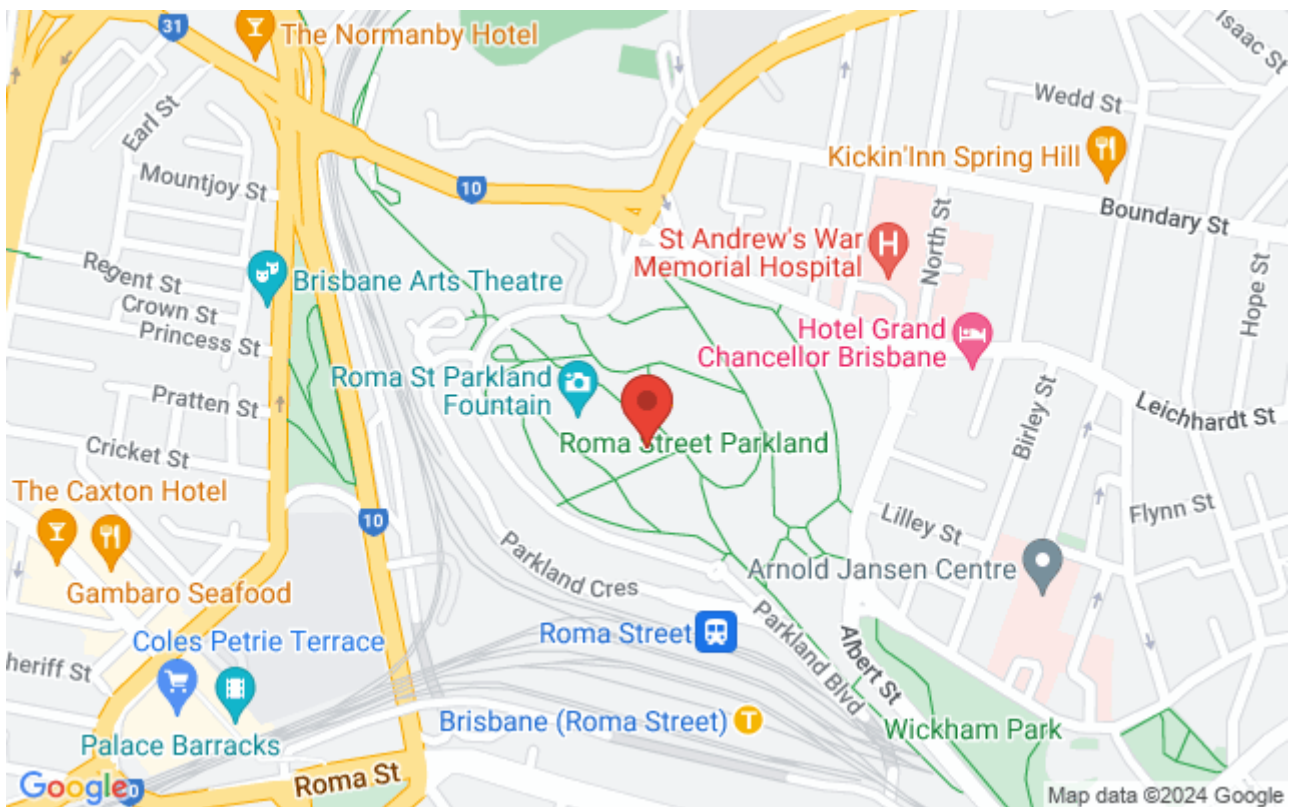 31
The Normanby Hotel
Isaac St
Wedd St
Earl St
Kickin'Inn Spring Hill
Mountjoy St
10
Boundary St
North St
St Andrew's War
Memorial Hospital
Regent St
Brisbane Arts Theatre
Crown St
Hope St
Princess St
Hotel Grand
Chancellor Brisbane
Roma St Parkland
Fountain
Pratten St
Birley St
Leichhardt St
Roma Street Parkland
Cricket St
The Caxton Hotel
10
Lilley St
Flynn St
Parkland Cres
Arnold Jansen Centre
Gambaro Seafood
Roma Street
Coles Petrie Terrace
Parkland Blvd
Albert St
heriff St
Brisbane (Roma Street) T
Wickham Park
Palace Barracks
Roma St
Google
Map data ©2024 Google